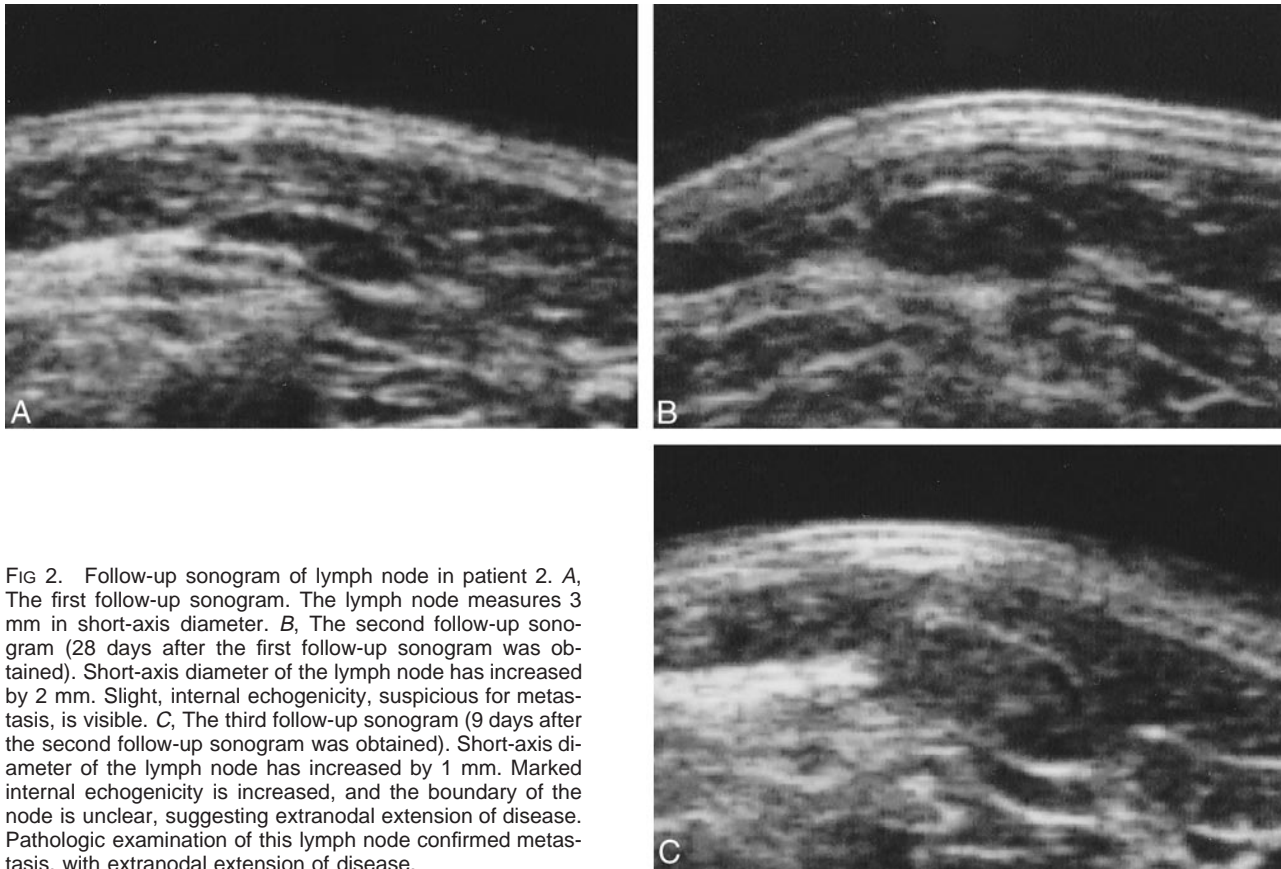 A
B
C
FIG 2. Follow-up sonogram of lymph node in patient 2. A,
The first follow-up sonogram. The lymph node measures 3
mm in short-axis diameter. B, The second follow-up sono-
gram (28 days after the first follow-up sonogram was ob-
tained). Short-axis diameter of the lymph node has increased
by 2 mm. Slight, internal echogenicity, suspicious for metas-
tasis, is visible. C, The third follow-up sonogram (9 days after
the second follow-up sonogram was obtained). Short-axis di-
ameter of the lymph node has increased by 1 mm. Marked
internal echogenicity is increased, and the boundary of the
node is unclear, suggesting extranodal extension of disease.
Pathologic examination of this lymph node confirmed metas-
tasis, with extranodal extension of disease.